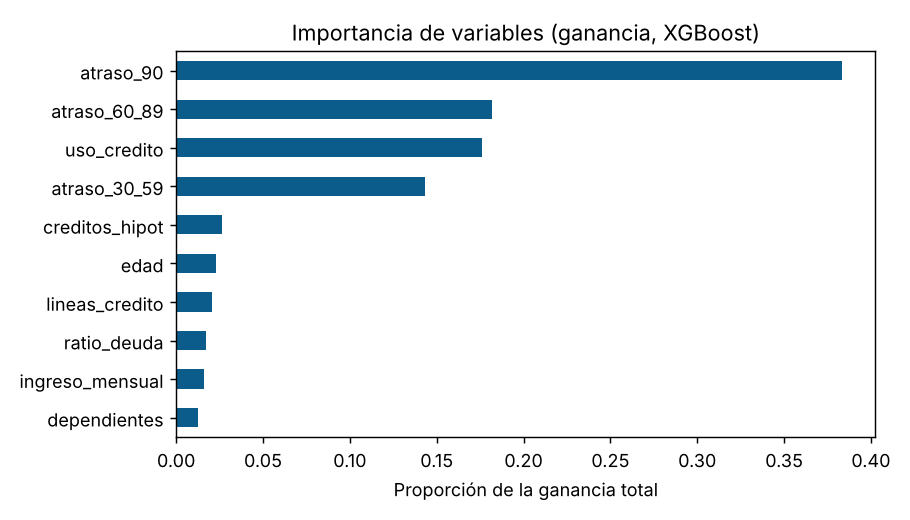 Importancia de variables (ganancia, XGBoost)
atraso_90
atraso_60_89
uso_credito
atraso_30_59
creditos_hipot
edad
lineas_credito
ratio_deuda
ingreso_mensual
dependientes
0.00 0.05 0.10 0.15 0.20 0.25 0.30 0.35 0.40
Proporción de la ganancia total